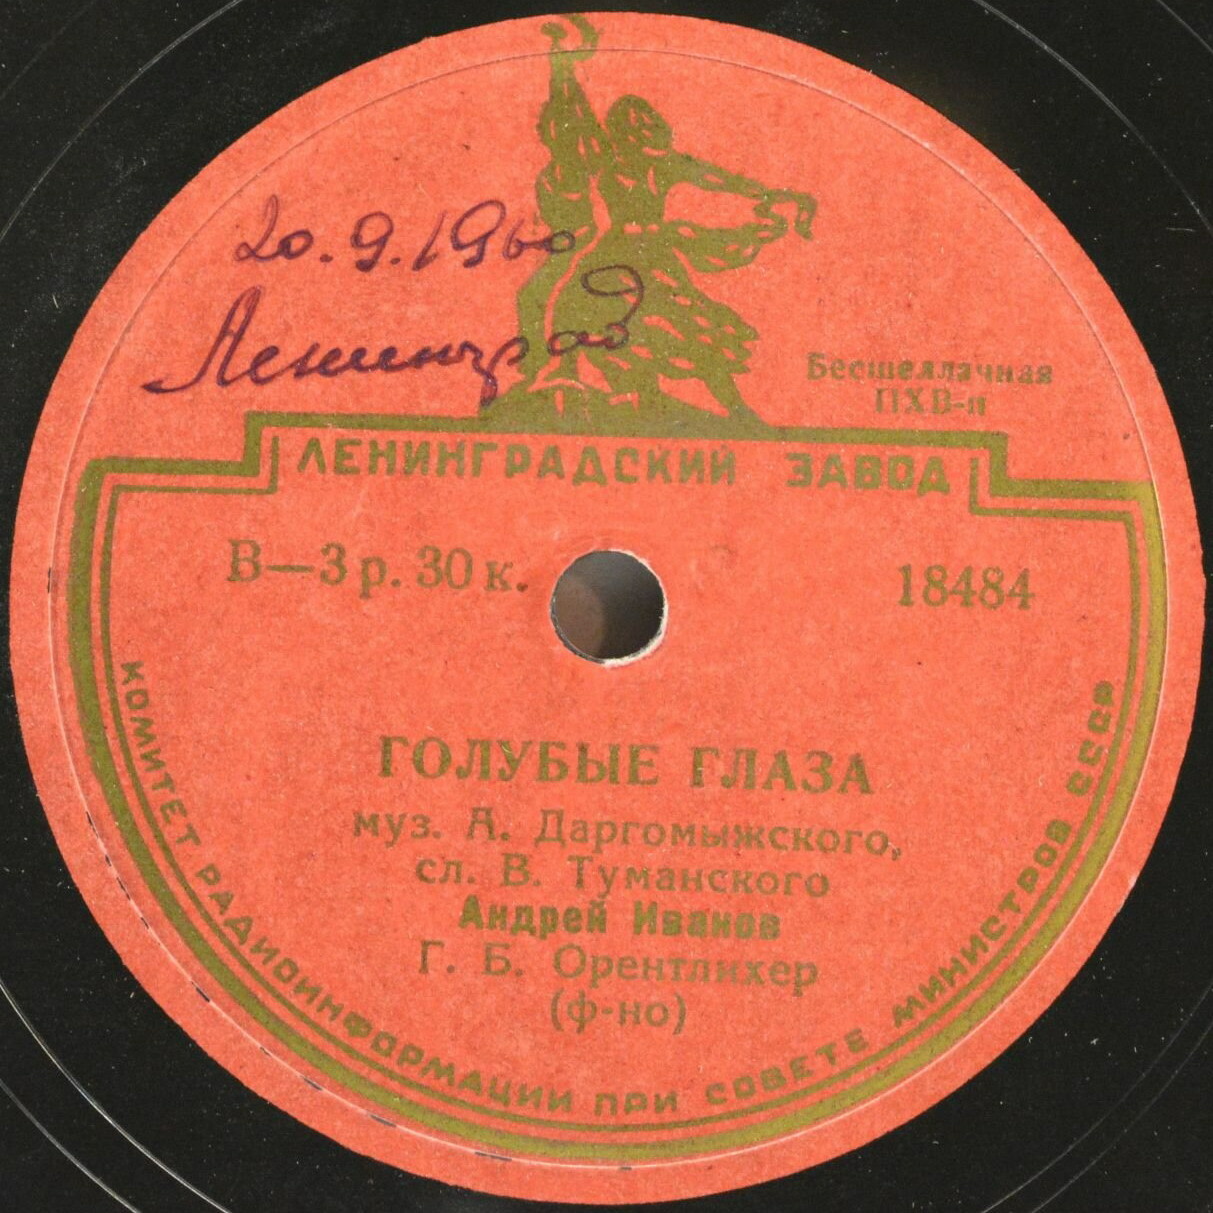 20.9.1960
Ленинград
Бесшеллачная
ПХВ-п
ЛЕНИНГРАДСКИЙ ЗАВОД
В—3 р. 30 к.
18484
ГОЛУБЫЕ ГЛАЗА
муз. А. Даргомыжского,
сл. В. Туманского
Андрей Иванов
Г. Б. Орентлихер
(ф-но)
КОМИТЕТ РАДИОИНФОРМАЦИИ ПРИ СОВЕТЕ МИНИСТРОВ СССР